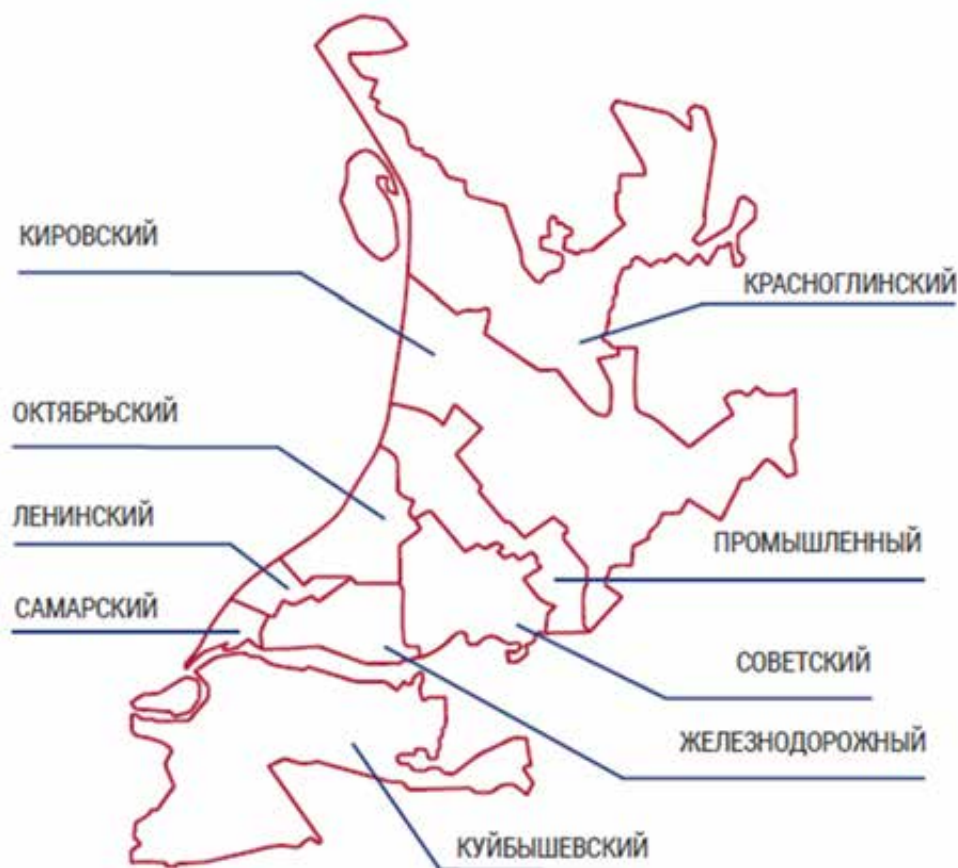 КИРОВСКИЙ
КРАСНОГЛИНСКИЙ
ОКТЯБРЬСКИЙ
ЛЕНИНСКИЙ
ПРОМЫШЛЕННЫЙ
САМАРСКИЙ
СОВЕТСКИЙ
ЖЕЛЕЗНОДОРОЖНЫЙ
КУЙБЫШЕВСКИЙ